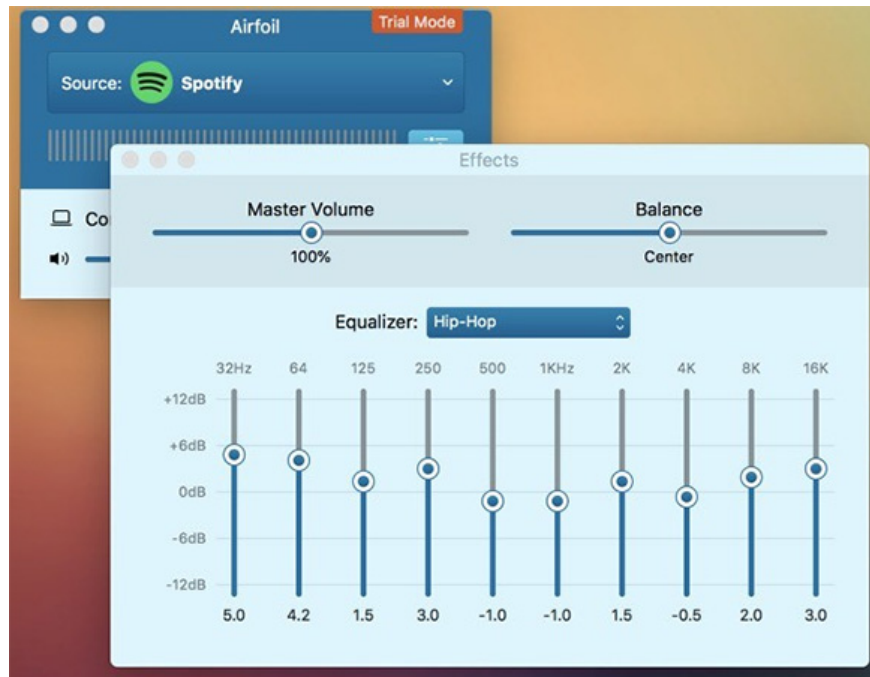 Airfoil
Trial Mode
Source: Spotify
Effects
Co
Master Volume
Balance
100%
Center
Equalizer: Hip-Hop
32Hz 64 125 250 500 1KHz 2K 4K 8K 16K
+12dB
+6dB
0dB
-6dB
-12dB
5.0 4.2 1.5 3.0 -1.0 -1.0 1.5 -0.5 2.0 3.0